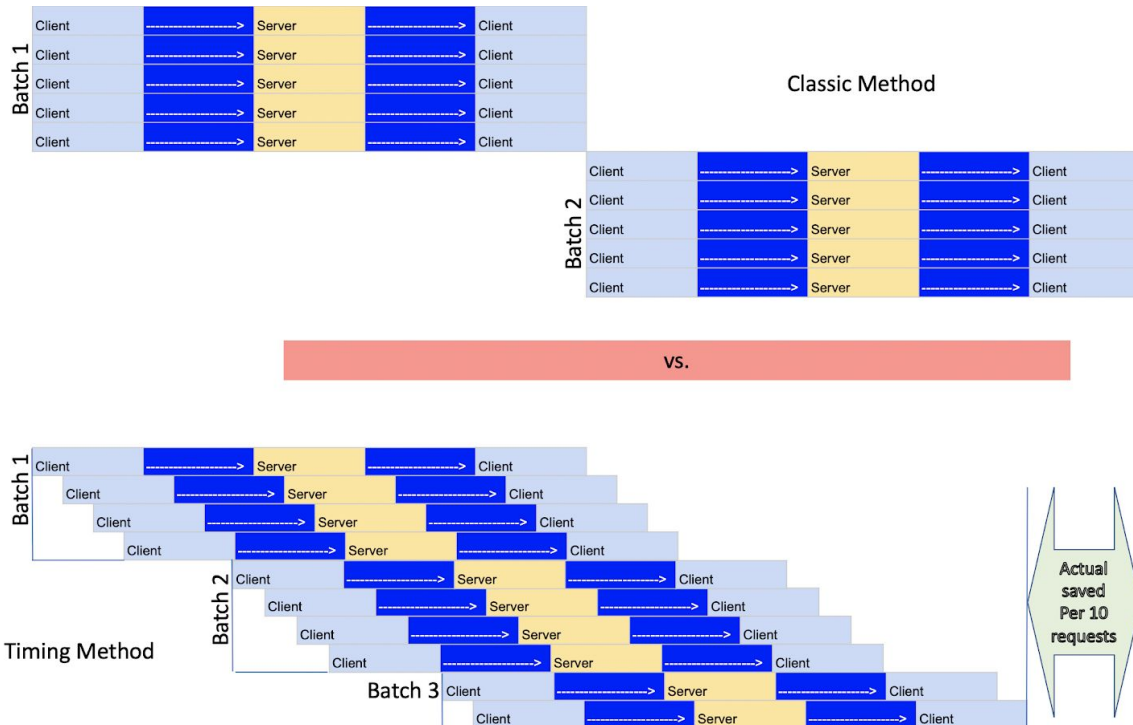 Batch 1
Client --------------------> Server --------------------> Client
Client --------------------> Server --------------------> Client
Client --------------------> Server --------------------> Client
Client --------------------> Server --------------------> Client
Client --------------------> Server --------------------> Client
Classic Method
Batch 2
Client --------------------> Server --------------------> Client
Client --------------------> Server --------------------> Client
Client --------------------> Server --------------------> Client
Client --------------------> Server --------------------> Client
Client --------------------> Server --------------------> Client
vs.
Batch 1
Client --------------------> Server --------------------> Client
Client --------------------> Server --------------------> Client
Client --------------------> Server --------------------> Client
Client --------------------> Server --------------------> Client
Batch 2
Client --------------------> Server --------------------> Client
Client --------------------> Server --------------------> Client
Client --------------------> Server --------------------> Client
Client --------------------> Server --------------------> Client
Timing Method
Batch 3
Client --------------------> Server --------------------> Client
Client --------------------> Server --------------------> Client
Actual
saved
Per 10
requests